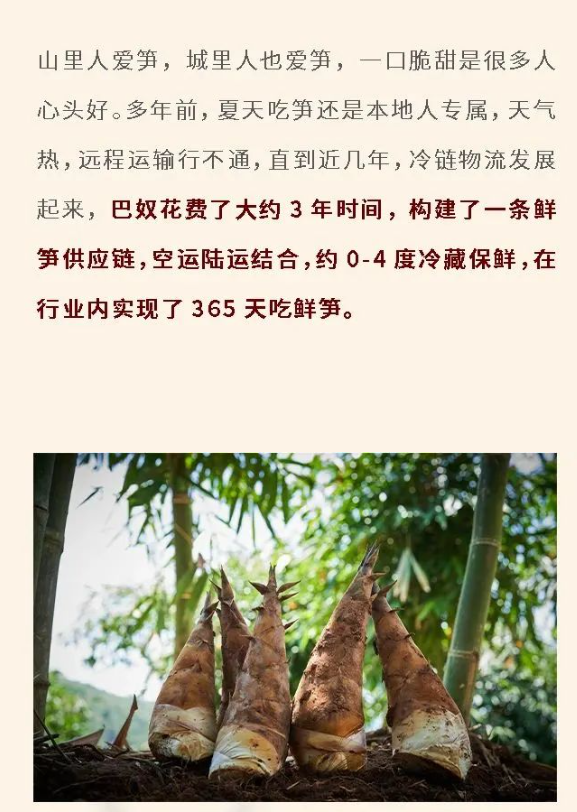 山里人爱笋，城里人也爱笋，一口脆甜是很多人
心头好。多年前，夏天吃笋还是本地人专属，天气
热，远程运输行不通，直到近几年，冷链物流发展
起来，巴奴花费了大约 3 年时间，构建了一条鲜
笋供应链，空运陆运结合，约 0-4 度冷藏保鲜，在
行业内实现了 365 天吃鲜笋。